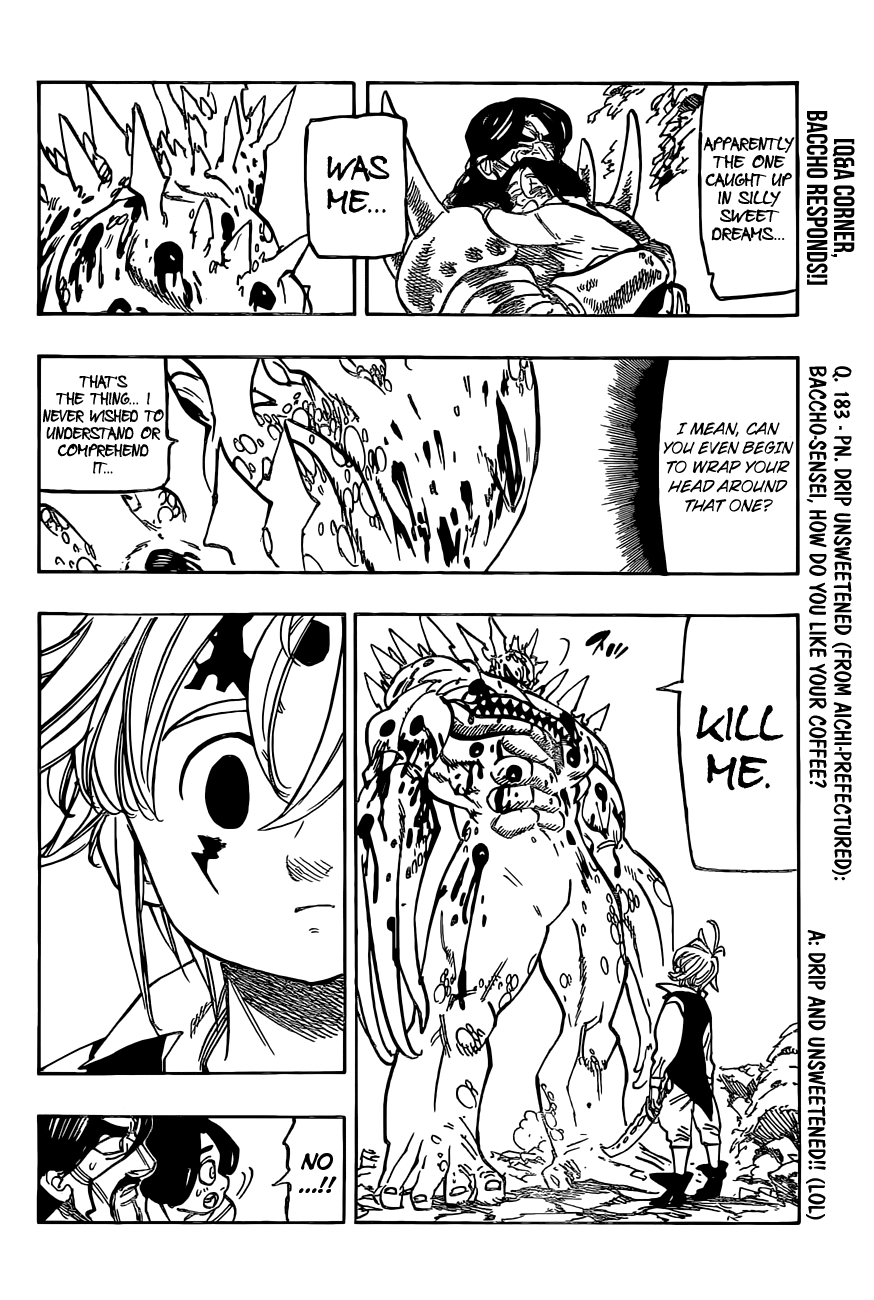 [Q&A CORNER,
BACCHO RESPONDS!]
Q. 183 - PN. DRIP UNSWEETENED (FROM AICHI-PREFECTURED):
BACCHO-SENSEI, HOW DO YOU LIKE YOUR COFFEE?
A: DRIP AND UNSWEETENED!! (LOL)
APPARENTLY
THE ONE
CAUGHT UP
IN SILLY
SWEET
DREAMS...
WAS
ME...
I MEAN, CAN
YOU EVEN BEGIN
TO WRAP YOUR
HEAD AROUND
THAT ONE?
THAT'S
THE THING... I
NEVER WISHED TO
UNDERSTAND OR
COMPREHEND
IT...
KILL
ME.
NO
...!!